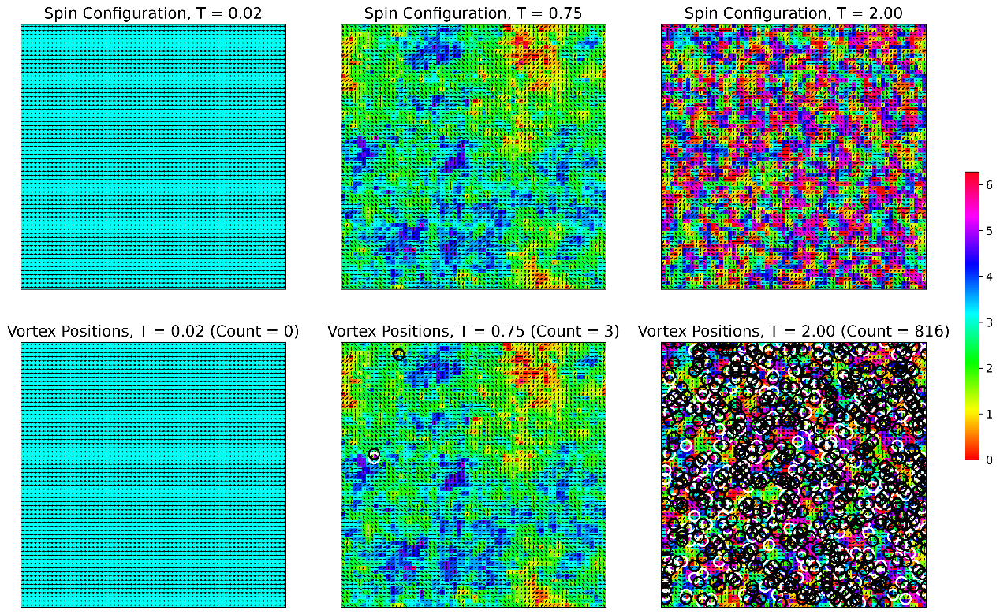 Spin Configuration, T = 0.02
Spin Configuration, T = 0.75
Spin Configuration, T = 2.00
6
5
4
3
2
1
0
Vortex Positions, T = 0.02 (Count = 0)
Vortex Positions, T = 0.75 (Count = 3)
Vortex Positions, T = 2.00 (Count = 816)